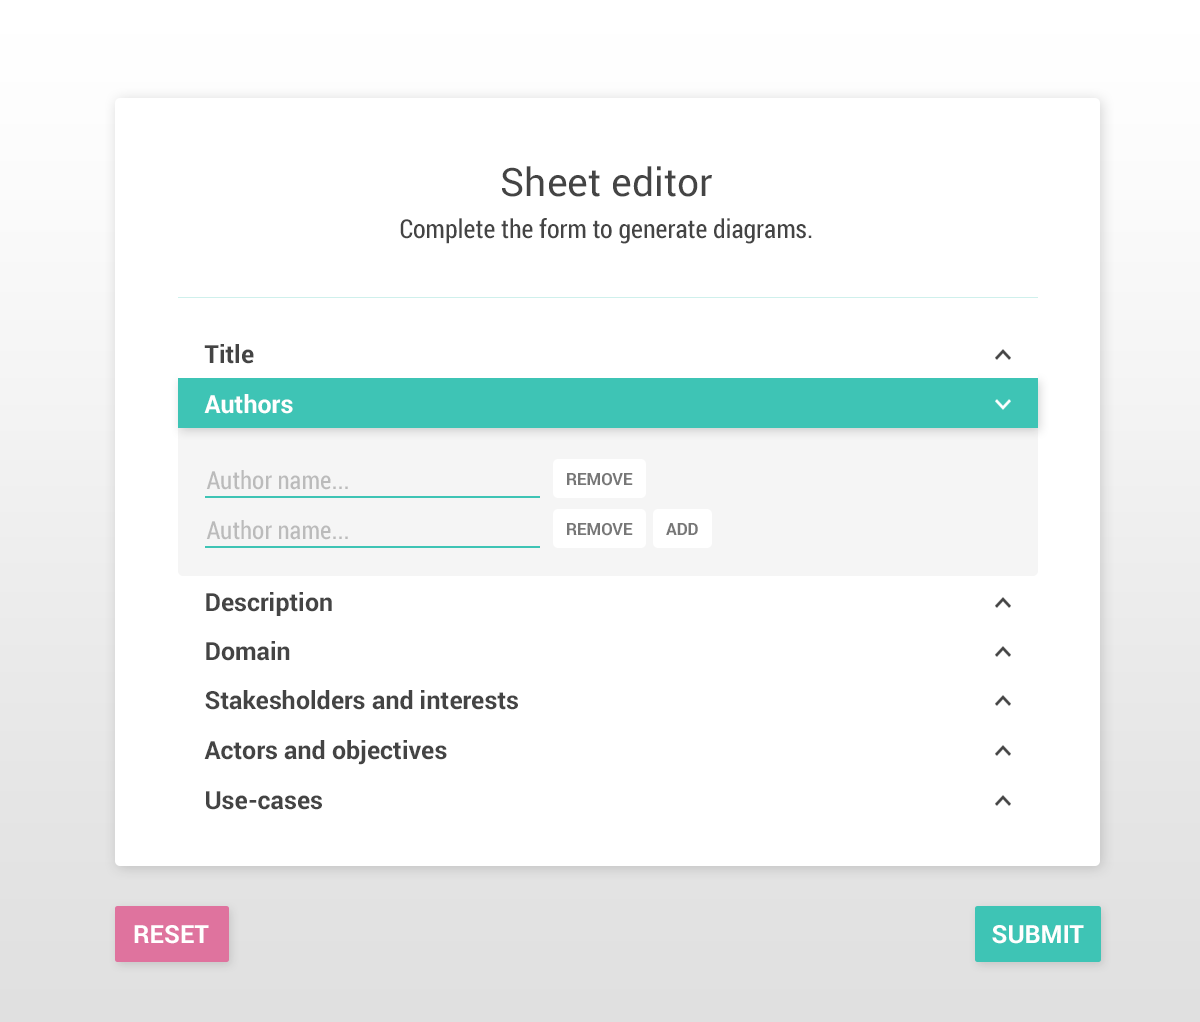 Sheet editor
Complete the form to generate diagrams.
Title
Authors
Author name...
REMOVE
Author name...
REMOVE
ADD
Description
Domain
Stakesholders and interests
Actors and objectives
Use-cases
RESET
SUBMIT